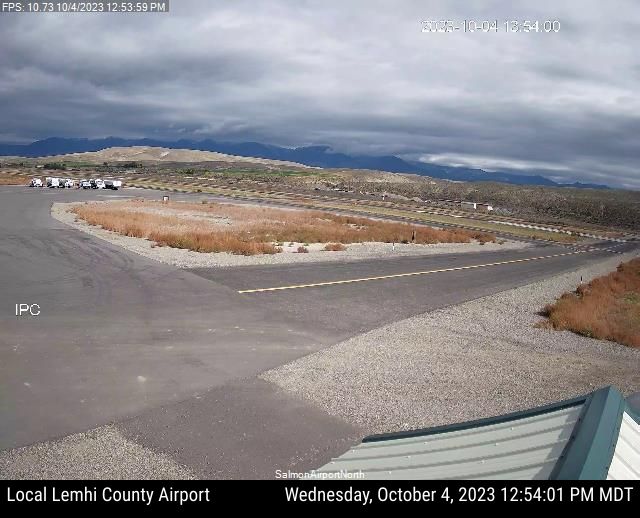 FPS: 10.73 10/4/2023 12:53:59 PM
2023-10-04 13:54:00
IPC
SalmonAirportNorth
Local Lemhi County Airport Wednesday, October 4, 2023 12:54:01 PM MDT